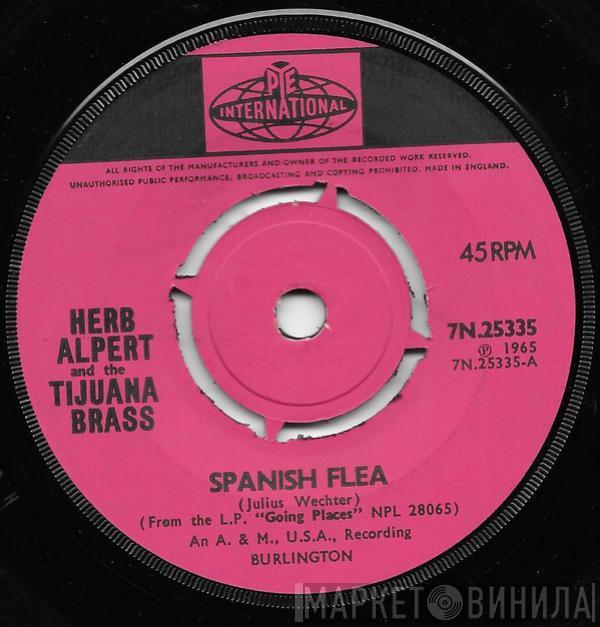 PYE
INTERNATIONAL
ALL RIGHTS OF THE MANUFACTURERS AND OWNER OF THE RECORDED WORK RESERVED.
UNAUTHORISED PUBLIC PERFORMANCE, BROADCASTING AND COPYING PROHIBITED. MADE IN ENGLAND.
45 RPM
HERB
ALPERT
and the
TIJUANA
BRASS
7N.25335
Ⓟ 1965
7N.25335-A
SPANISH FLEA
(Julius Wechter)
(From the L.P. "Going Places" NPL 28065)
An A. & M., U.S.A., Recording
BURLINGTON
МАРКЕТ ВИНИЛА